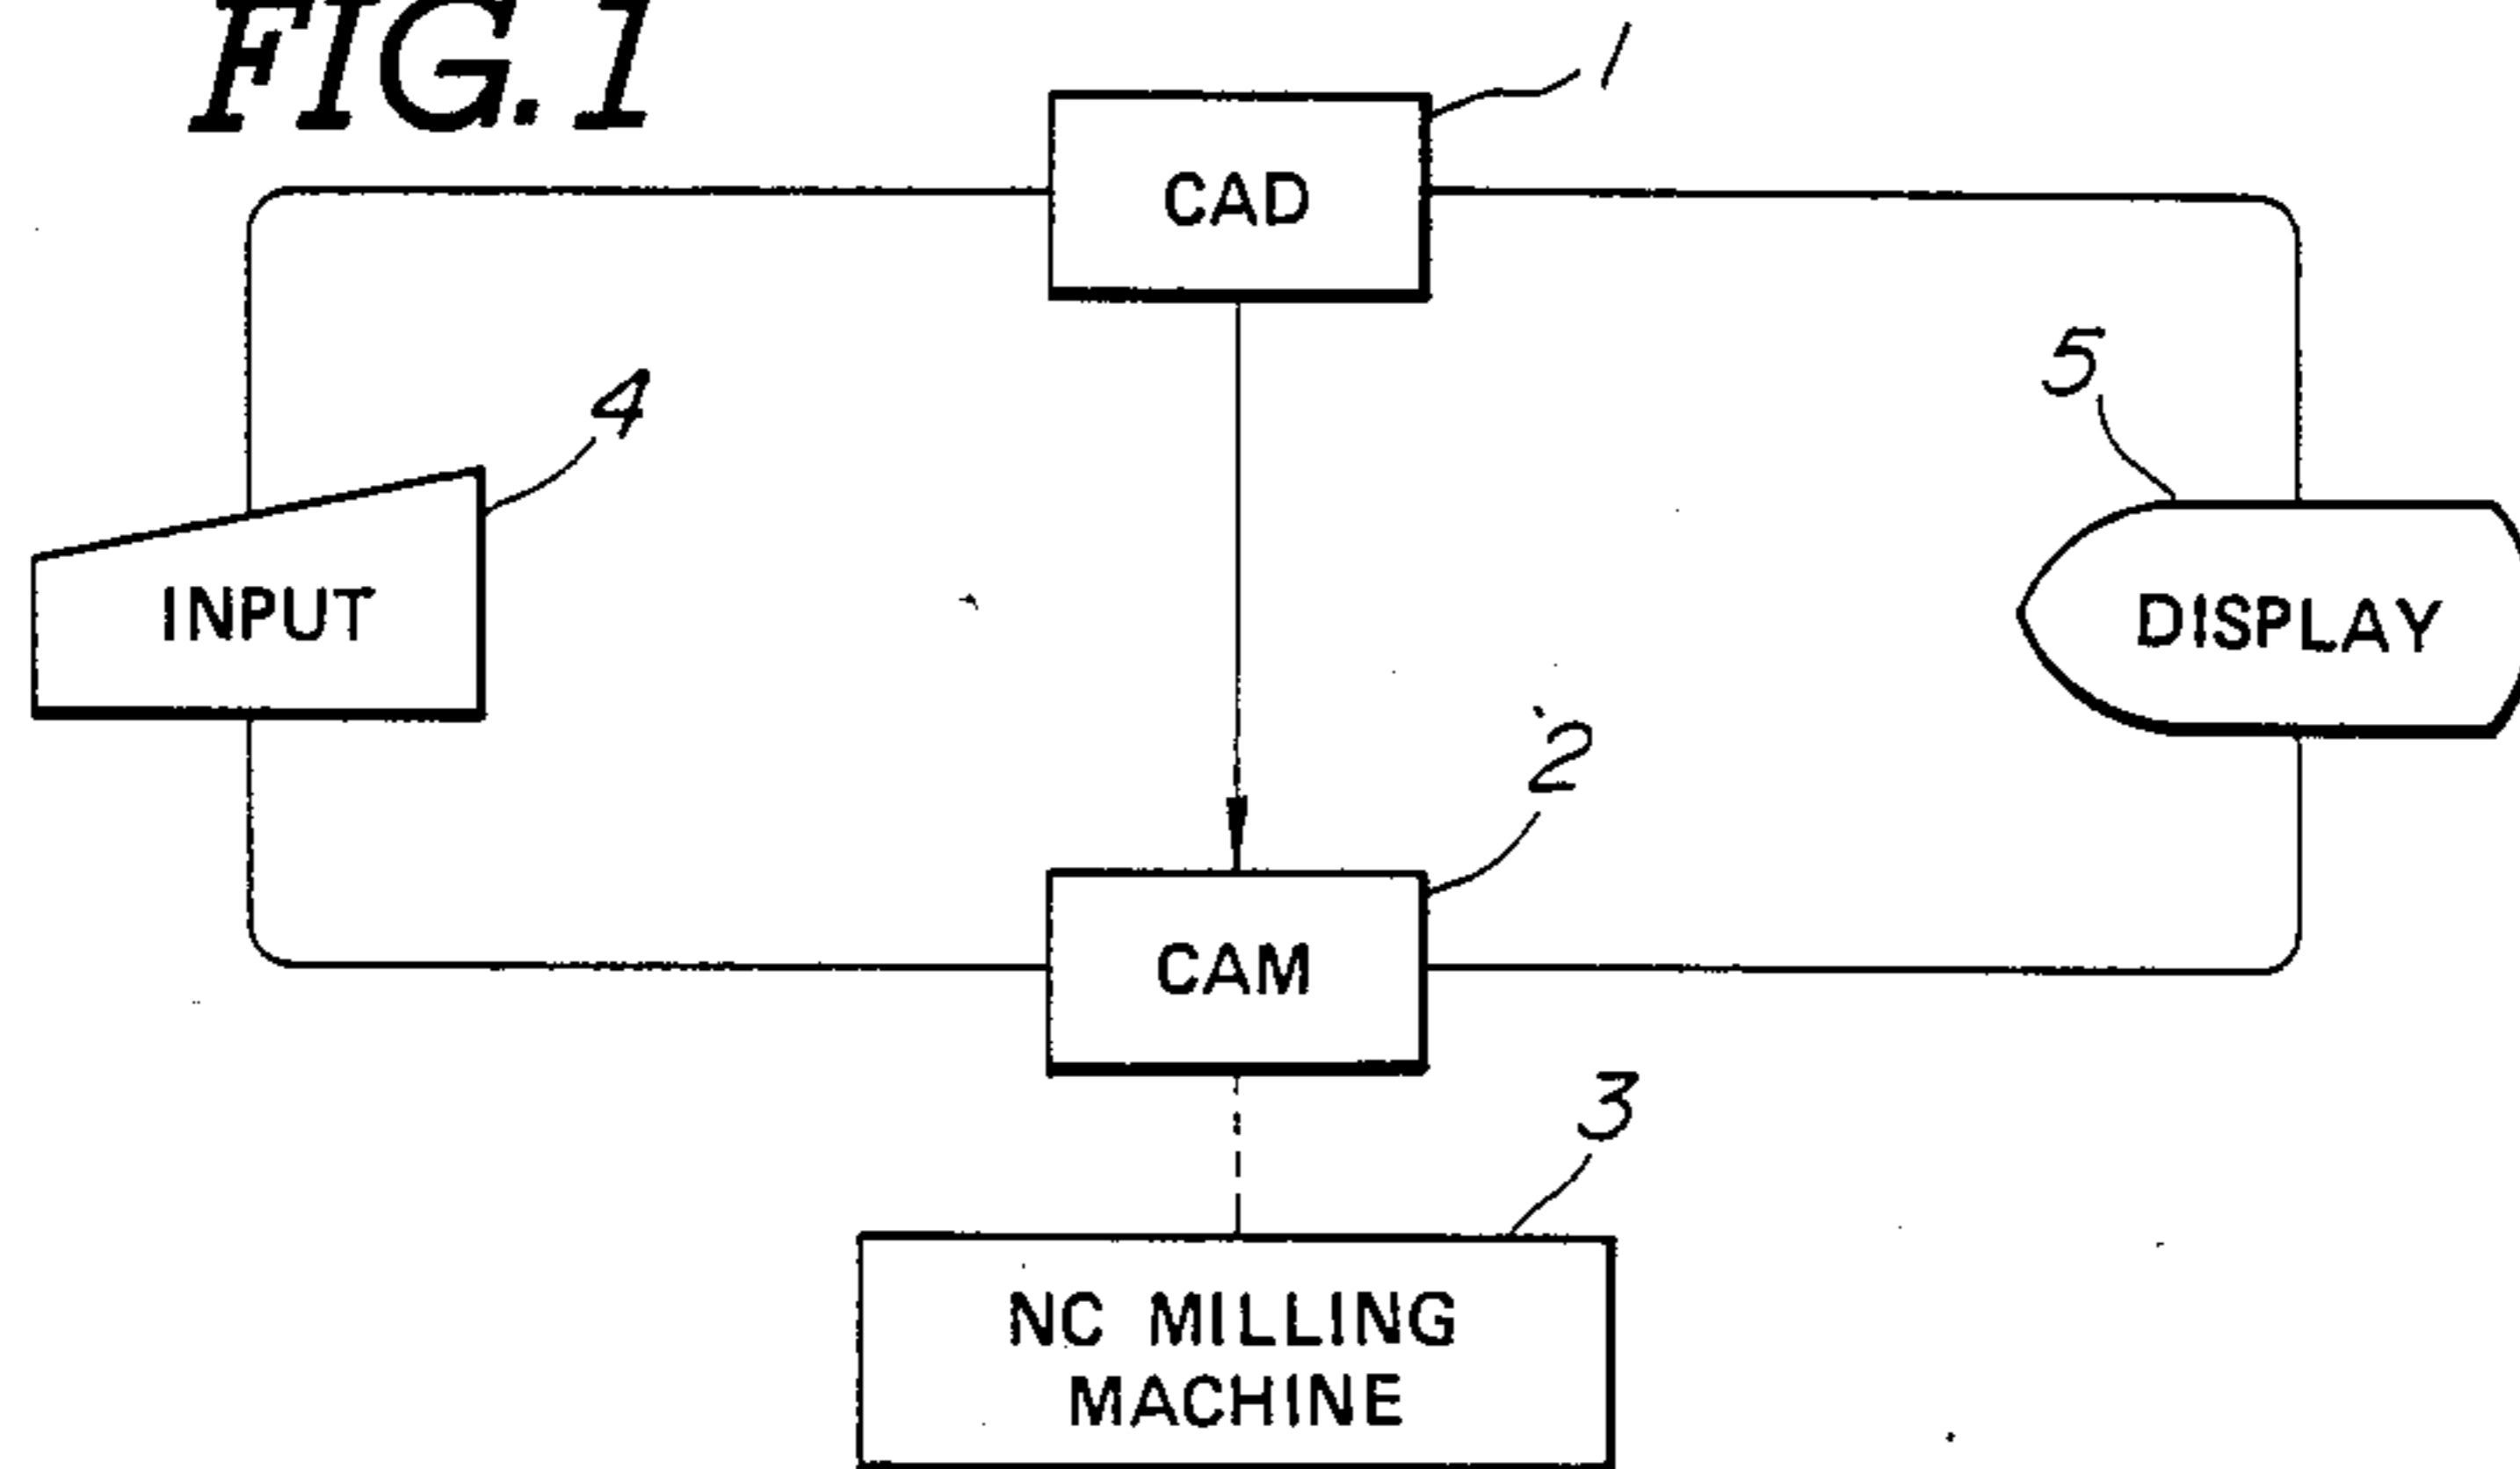 FIG. 1
1
CAD
4
5
INPUT
DISPLAY
2
CAM
3
NC MILLING
MACHINE